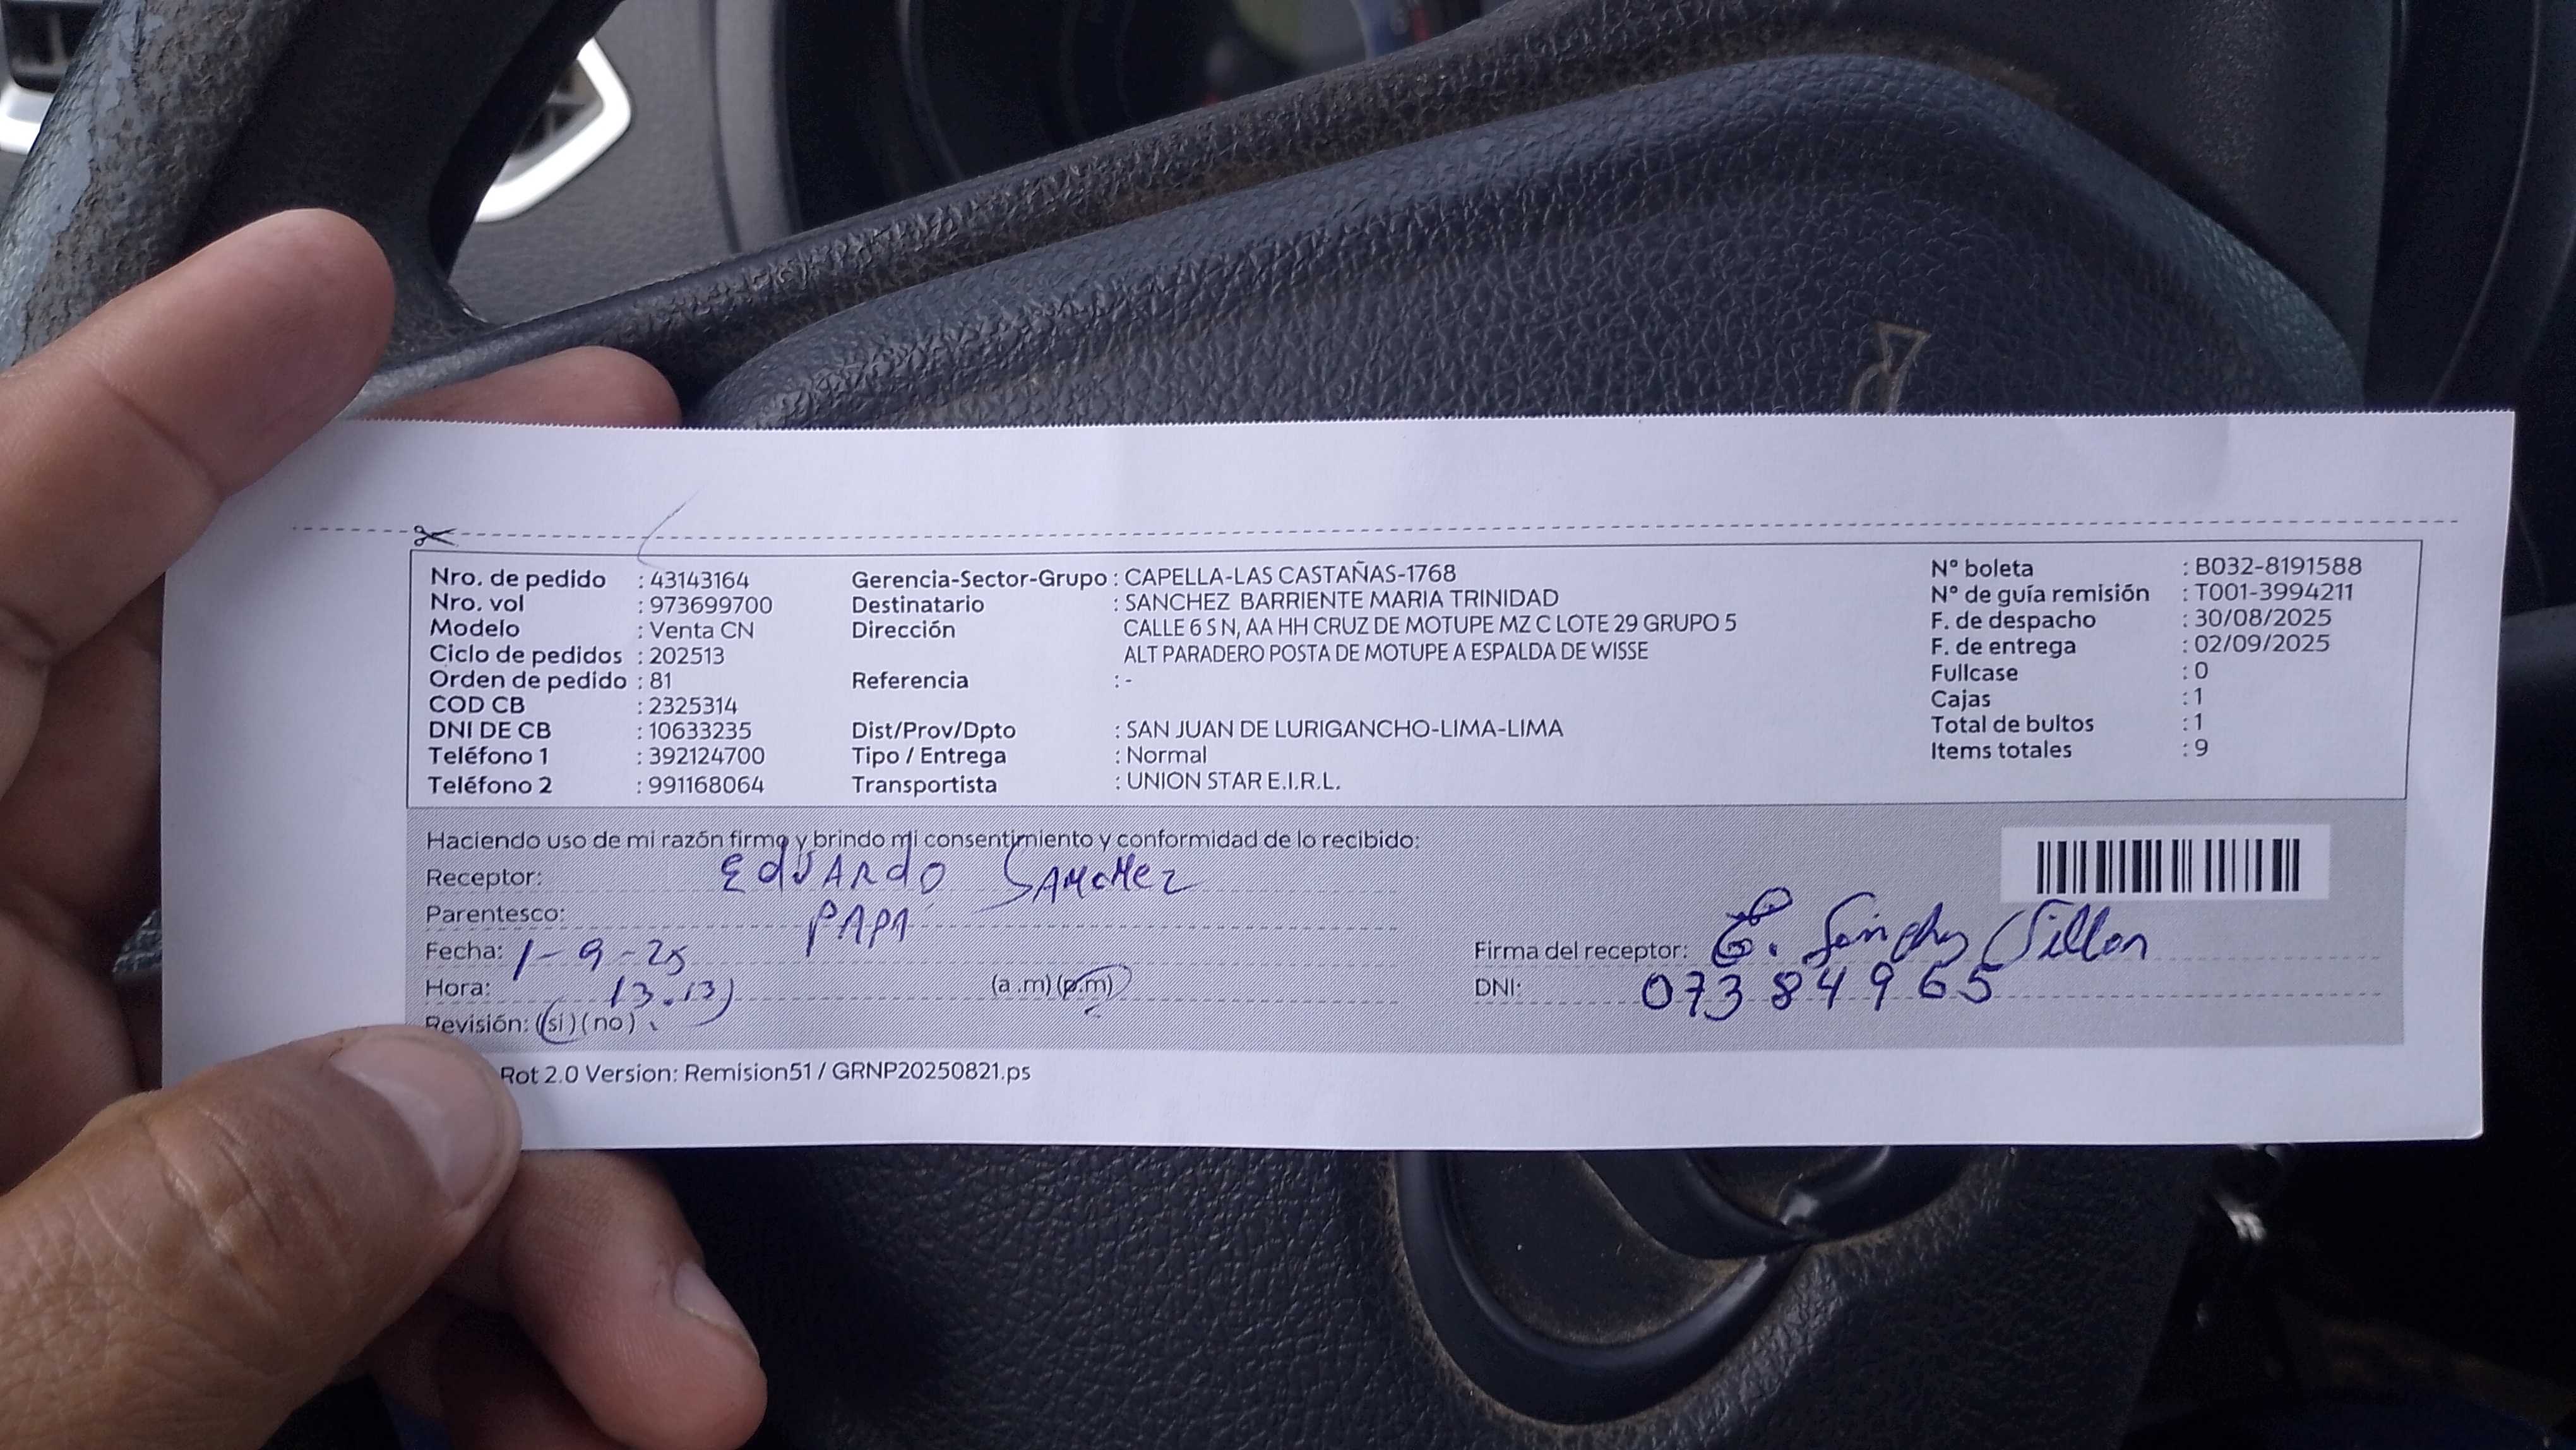 Nro. de pedido : 43143164 Gerencia-Sector-Grupo : CAPELLA-LAS CASTAÑAS-1768 N° boleta : B032-8191588
Nro. vol : 973699700 Destinatario : SANCHEZ BARRIENTE MARIA TRINIDAD N° de guía remisión : T001-3994211
Modelo : Venta CN Dirección CALLE 6 S N, AA HH CRUZ DE MOTUPE MZ C LOTE 29 GRUPO 5 F. de despacho : 30/08/2025
Ciclo de pedidos : 202513 ALT PARADERO POSTA DE MOTUPE A ESPALDA DE WISSE F. de entrega : 02/09/2025
Orden de pedido : 81 Referencia : - Fullcase : 0
COD CB : 2325314 Cajas : 1
DNI DE CB : 10633235 Dist/Prov/Dpto : SAN JUAN DE LURIGANCHO-LIMA-LIMA Total de bultos : 1
Teléfono 1 : 392124700 Tipo / Entrega : Normal Items totales : 9
Teléfono 2 : 991168064 Transportista : UNION STAR E.I.R.L.
Haciendo uso de mi razón firmo y brindo mi consentimiento y conformidad de lo recibido:
Receptor: EdUARdO SANCHEZ
Parentesco: PAPA
Fecha: 1-9-25 Firma del receptor: E. Sánchez
Hora: 13.13 (a .m) (p.m) DNI: 07384965
Revisión: (si) (no)
Rot 2.0 Version: Remision51 / GRNP20250821.ps